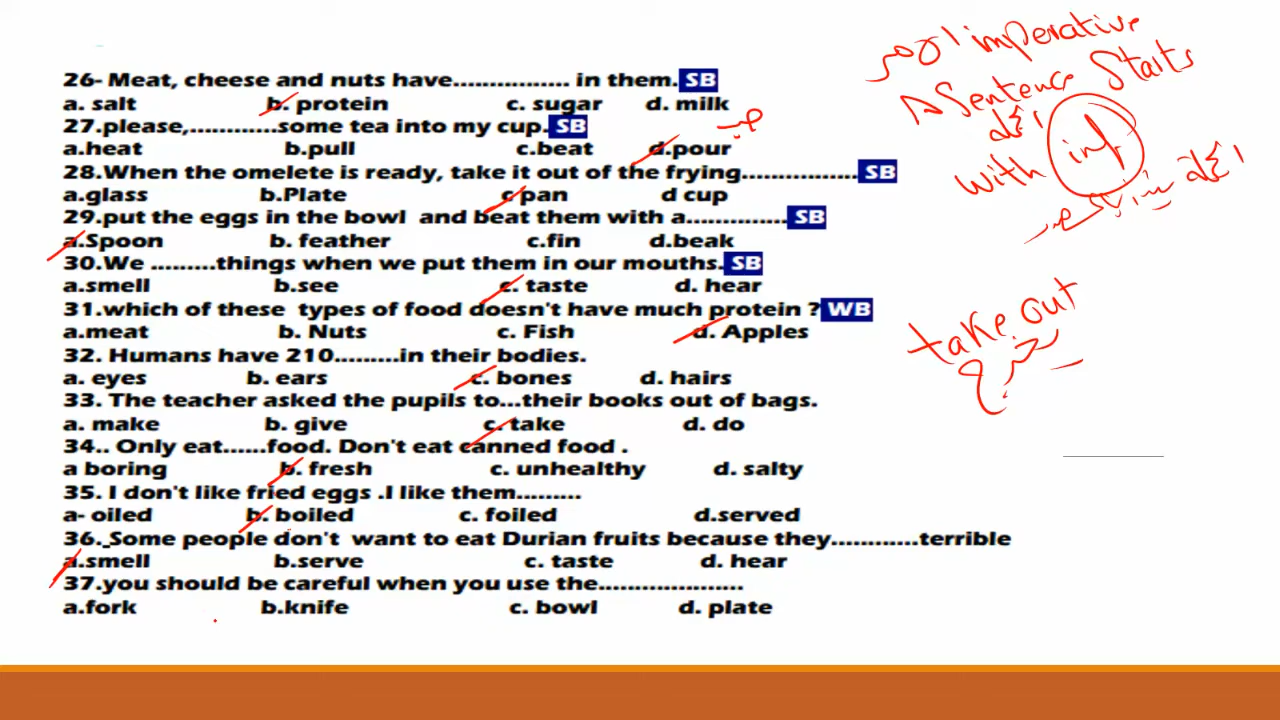 26- Meat, cheese and nuts have................ in them. SB
a. salt b. protein c. sugar d. milk
27.please,............some tea into my cup. SB
صب
a.heat b.pull c.beat d.pour
28.When the omelete is ready, take it out of the frying................ SB
a.glass b.Plate c pan d cup
29.put the eggs in the bowl and beat them with a.............. SB
a.Spoon b. feather c.fin d.beak
30.We .........things when we put them in our mouths. SB
a.smell b.see c. taste d. hear
31.which of these types of food doesn't have much protein ? WB
a.meat b. Nuts c. Fish d. Apples
32. Humans have 210.........in their bodies.
a. eyes b. ears c. bones d. hairs
33. The teacher asked the pupils to...their books out of bags.
a. make b. give c. take d. do
34.. Only eat......food. Don't eat canned food .
a boring b. fresh c. unhealthy d. salty
35. I don't like fried eggs .I like them.........
a- oiled b. boiled c. foiled d.served
36._Some people don't want to eat Durian fruits because they............terrible
a.smell b.serve c. taste d. hear
37.you should be careful when you use the....................
a.fork b.knife c. bowl d. plate
imperative الامر
A Sentence Starts
with inf
take out
يخرج